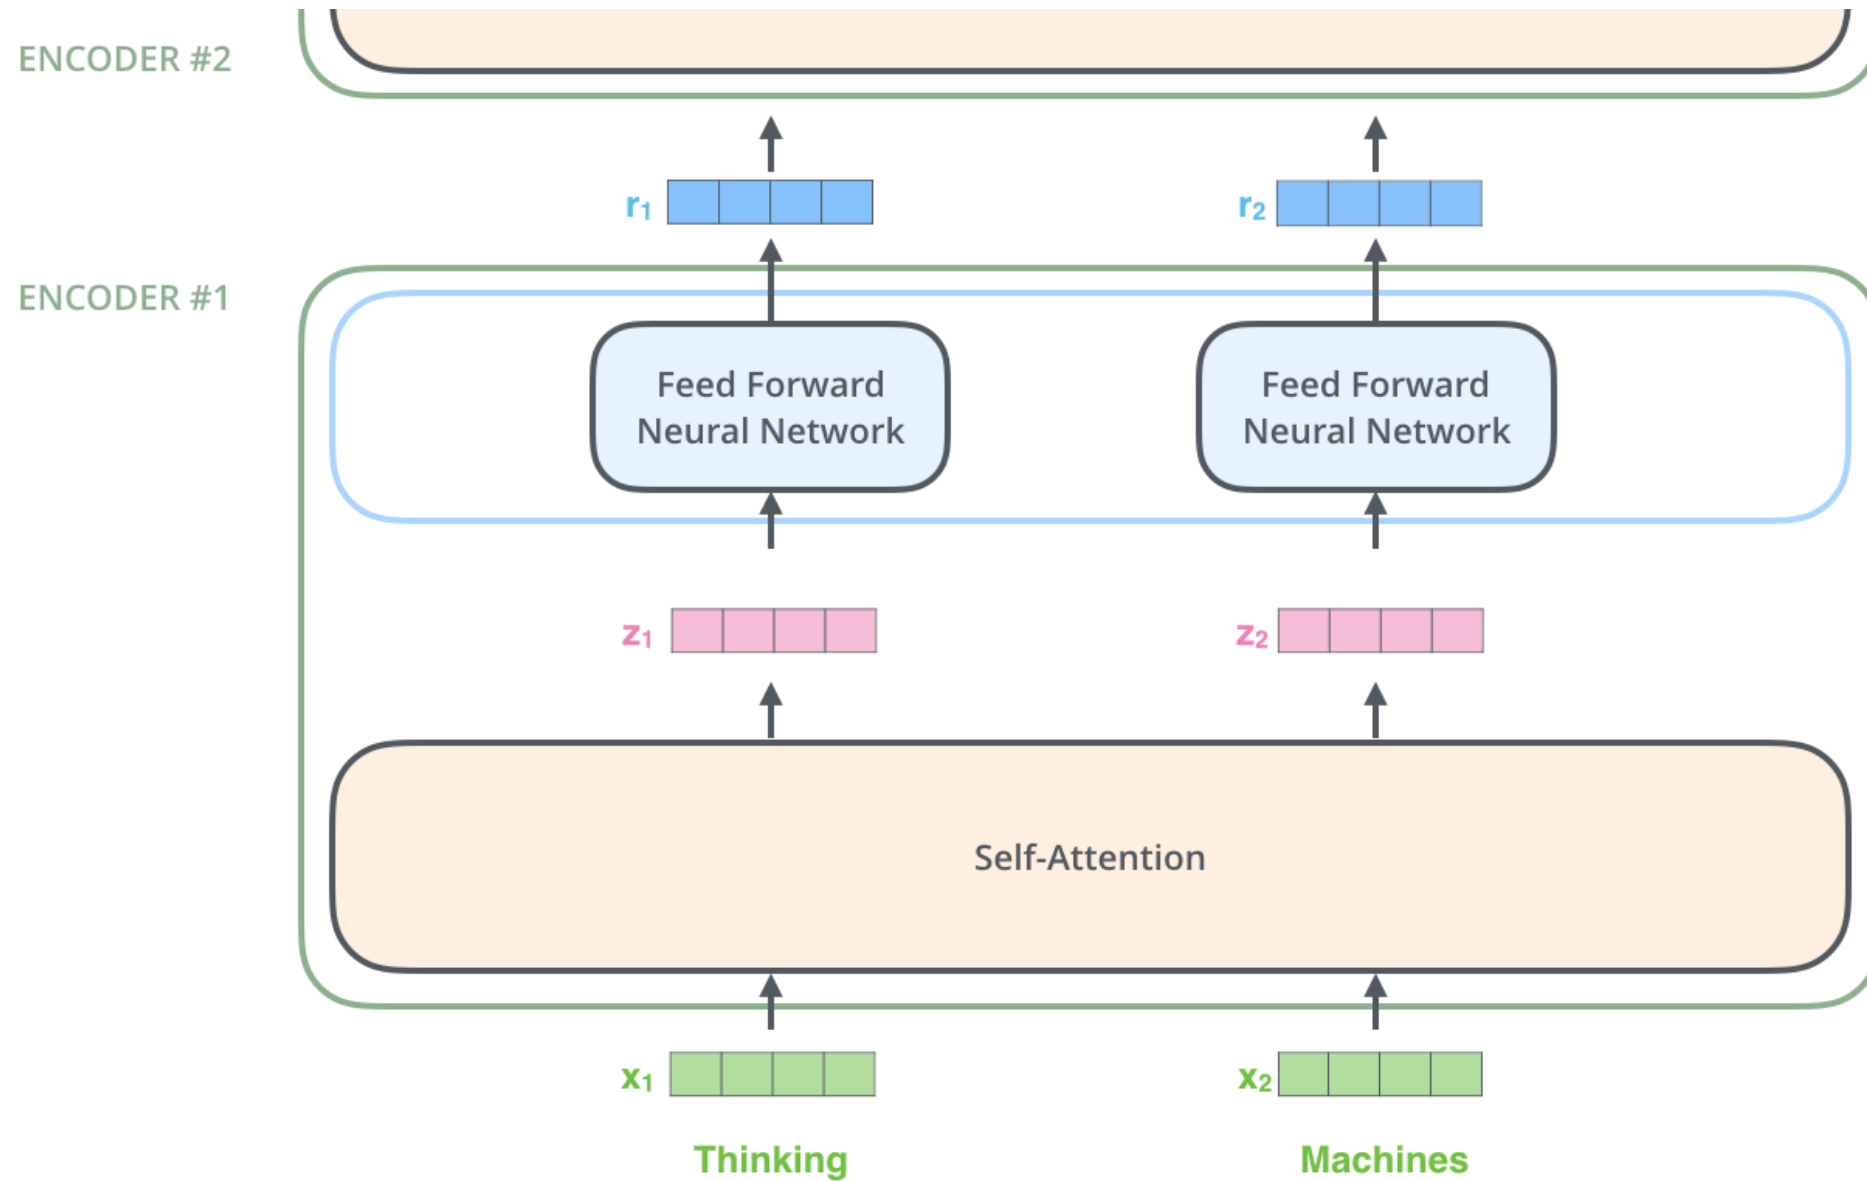 ENCODER #2
r1
r2
ENCODER #1
Feed Forward
Neural Network
Feed Forward
Neural Network
z1
z2
Self-Attention
x1
x2
Thinking
Machines